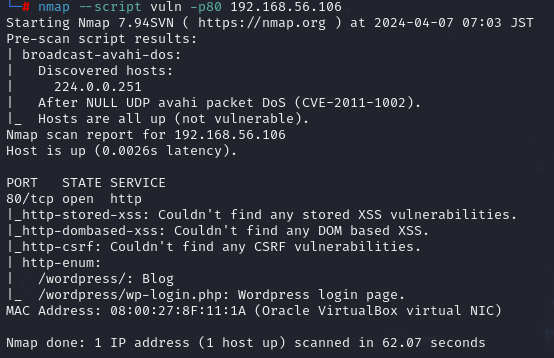 └─# nmap --script vuln -p80 192.168.56.106
Starting Nmap 7.94SVN ( https://nmap.org ) at 2024-04-07 07:03 JST
Pre-scan script results:
| broadcast-avahi-dos:
|   Discovered hosts:
|     224.0.0.251
|   After NULL UDP avahi packet DoS (CVE-2011-1002).
|_  Hosts are all up (not vulnerable).
Nmap scan report for 192.168.56.106
Host is up (0.0026s latency).
PORT   STATE SERVICE
80/tcp open  http
|_http-stored-xss: Couldn't find any stored XSS vulnerabilities.
|_http-dombased-xss: Couldn't find any DOM based XSS.
|_http-csrf: Couldn't find any CSRF vulnerabilities.
| http-enum:
|   /wordpress/: Blog
|_  /wordpress/wp-login.php: Wordpress login page.
MAC Address: 08:00:27:8F:11:1A (Oracle VirtualBox virtual NIC)
Nmap done: 1 IP address (1 host up) scanned in 62.07 seconds